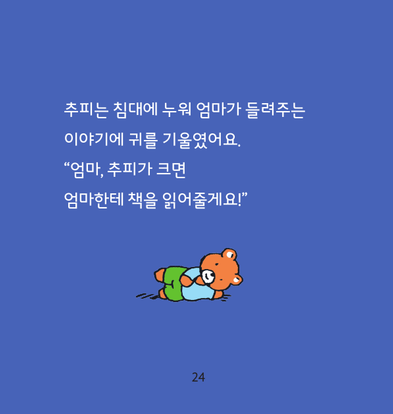 추피는 침대에 누워 엄마가 들려주는
이야기에 귀를 기울였어요.
“엄마, 추피가 크면
엄마한테 책을 읽어줄게요!”
24